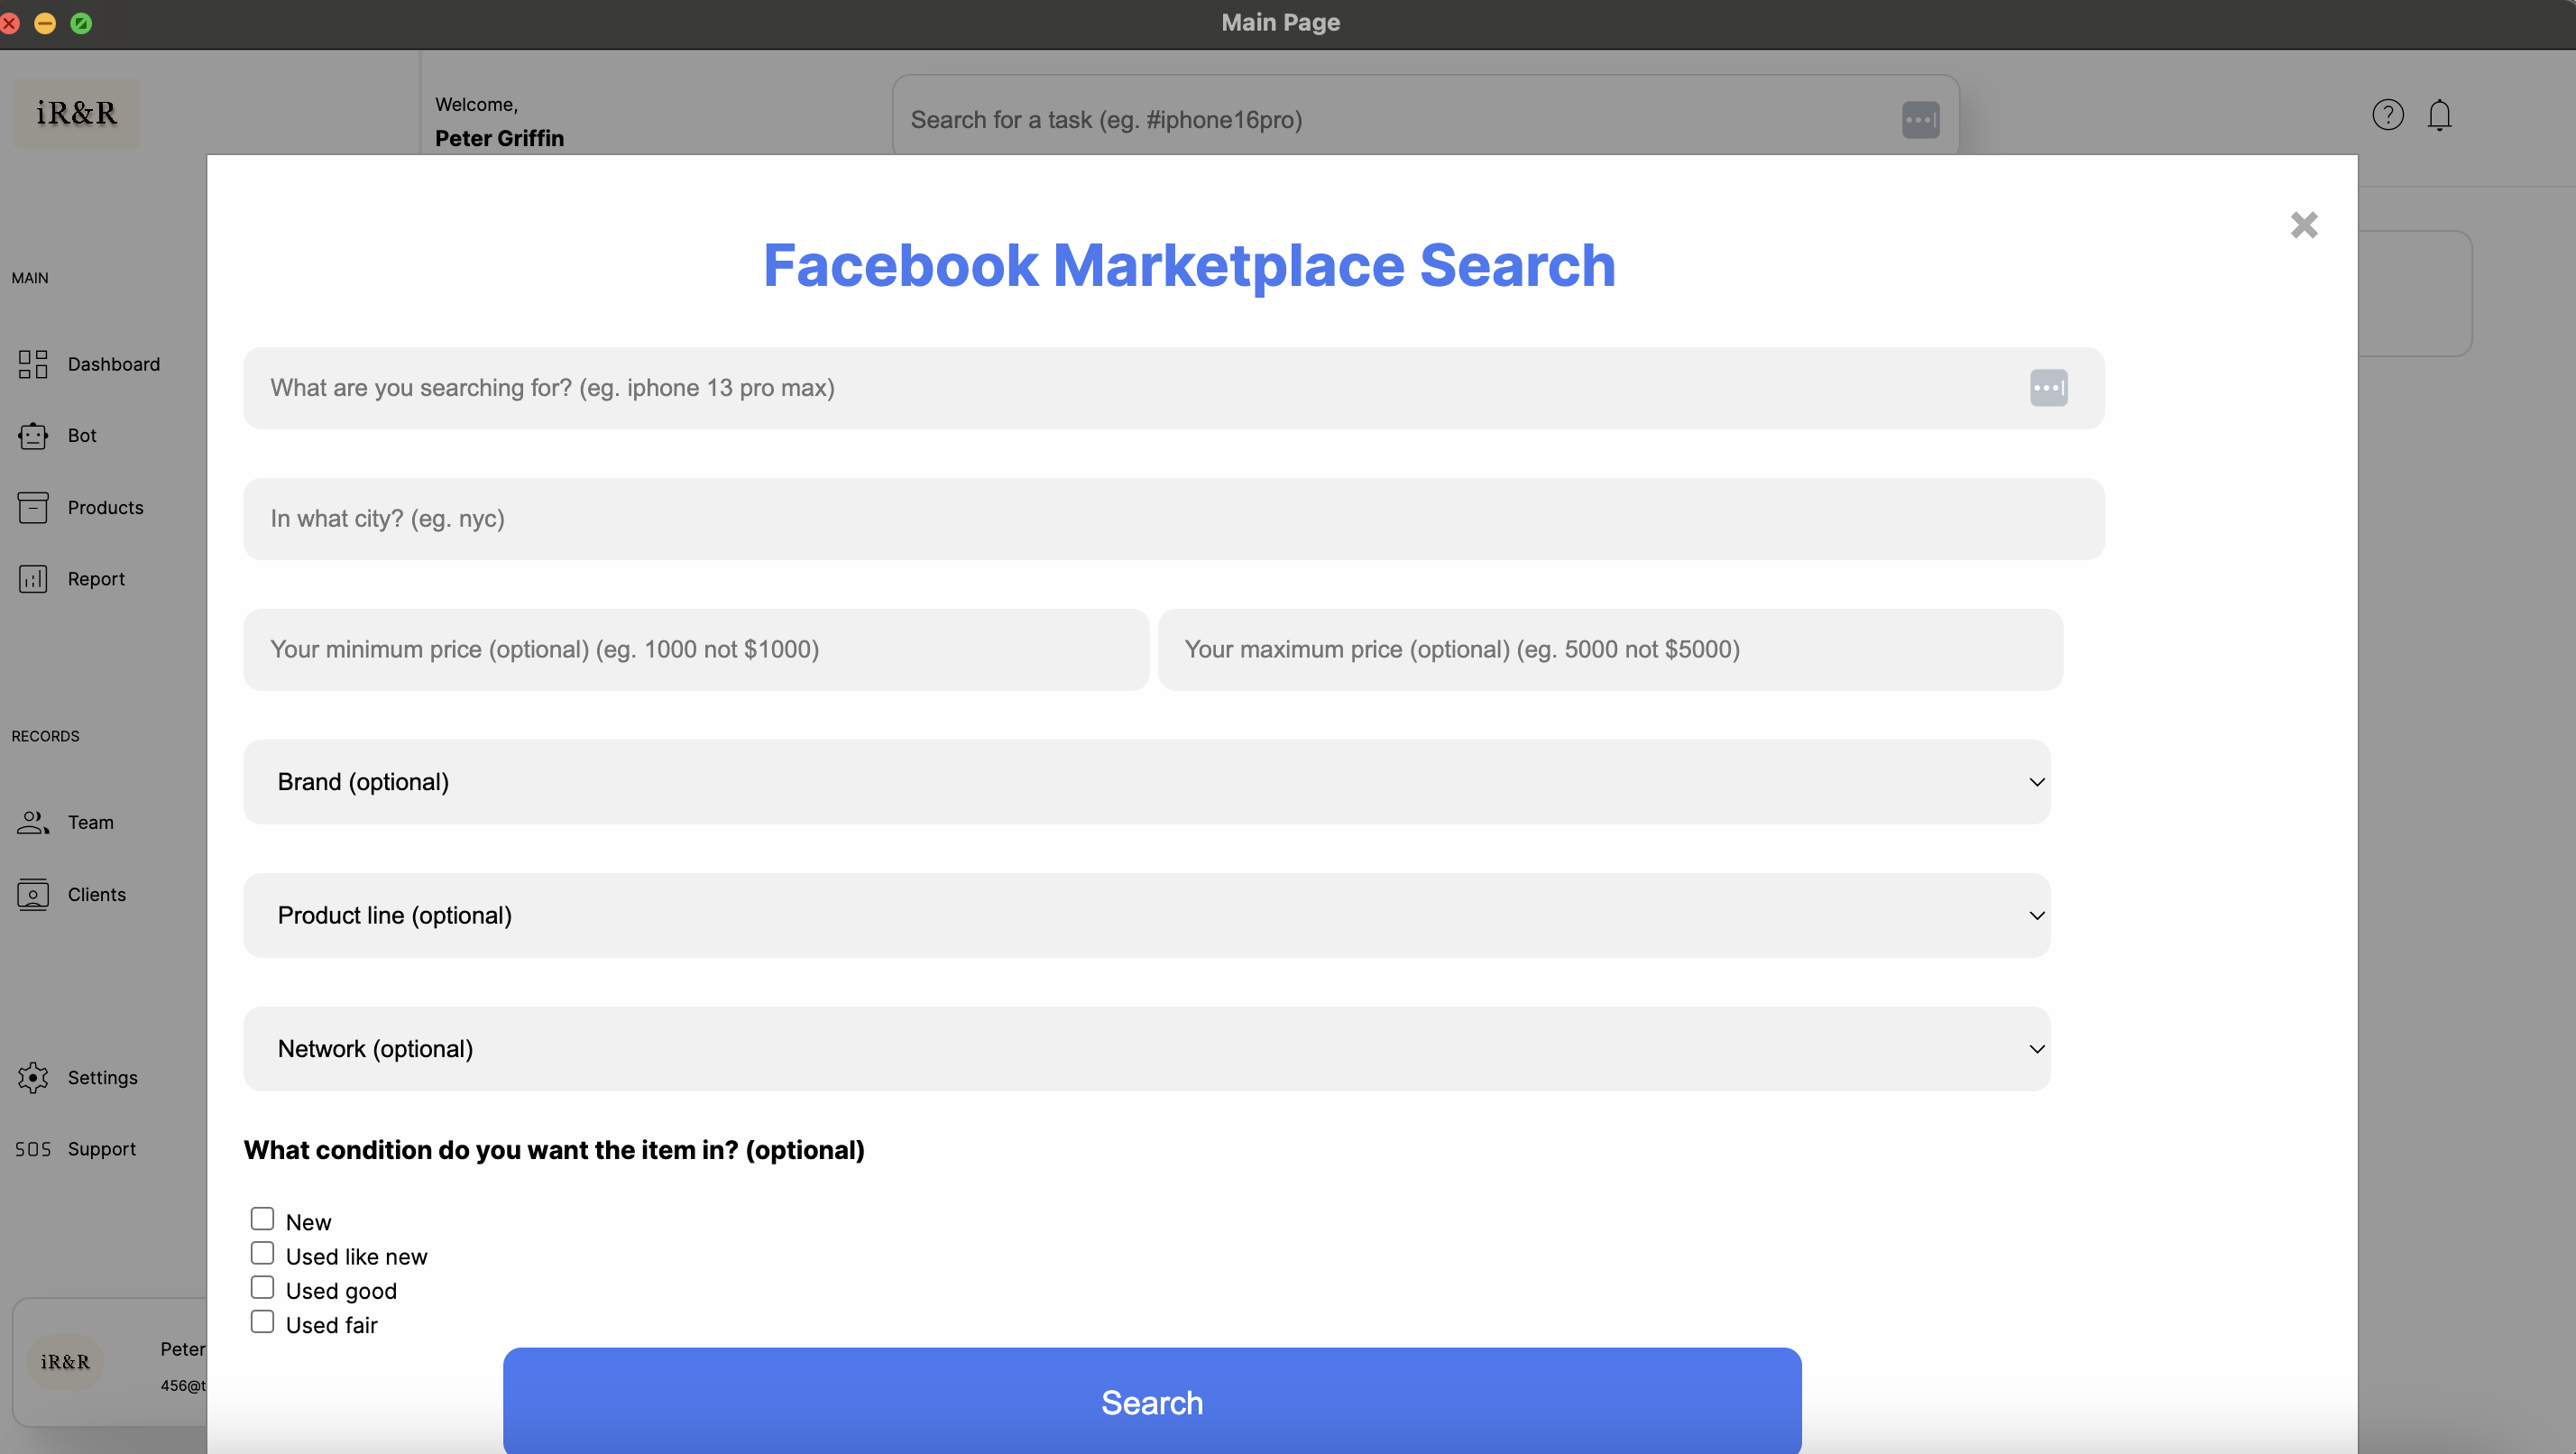 Main Page
iR&R
Welcome,
Peter Griffin
Search for a task (eg. #iphone16pro)
Facebook Marketplace Search
MAIN
Dashboard
Bot
Products
Report
RECORDS
Team
Clients
Settings
SOS Support
iR&R
Peter
456@t
What are you searching for? (eg. iphone 13 pro max)
In what city? (eg. nyc)
Your minimum price (optional) (eg. 1000 not $1000)
Your maximum price (optional) (eg. 5000 not $5000)
Brand (optional)
Product line (optional)
Network (optional)
What condition do you want the item in? (optional)
New
Used like new
Used good
Used fair
Search